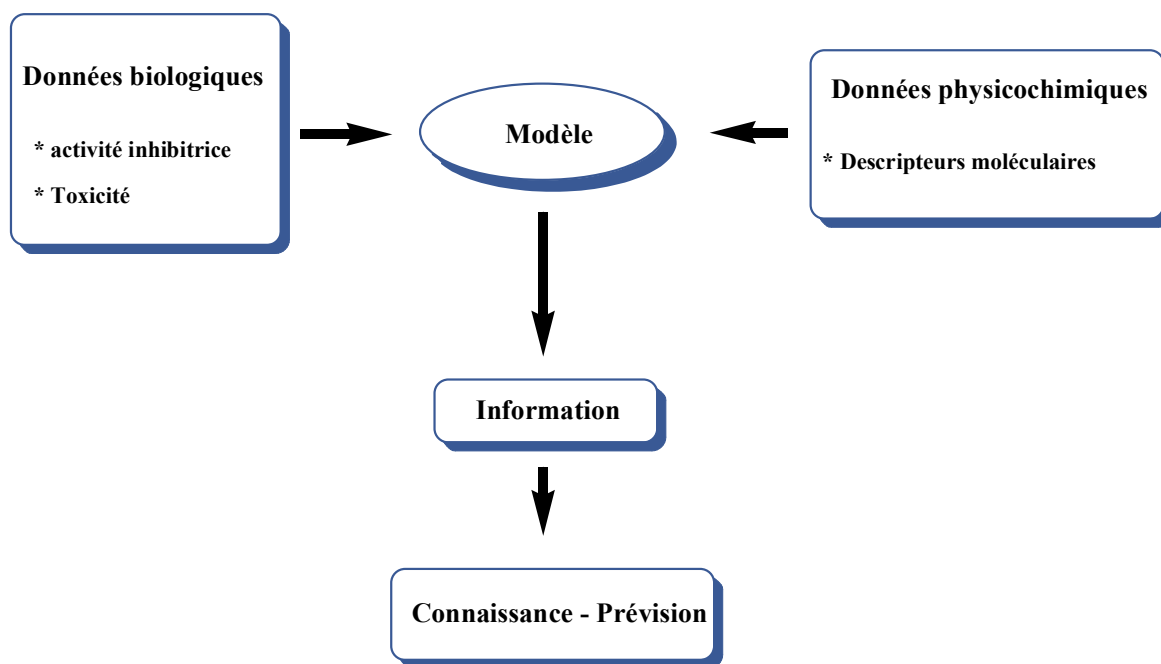 Données biologiques
* activité inhibitrice
* Toxicité
Modèle
Données physicochimiques
* Descripteurs moléculaires
Information
Connaissance - Prévision